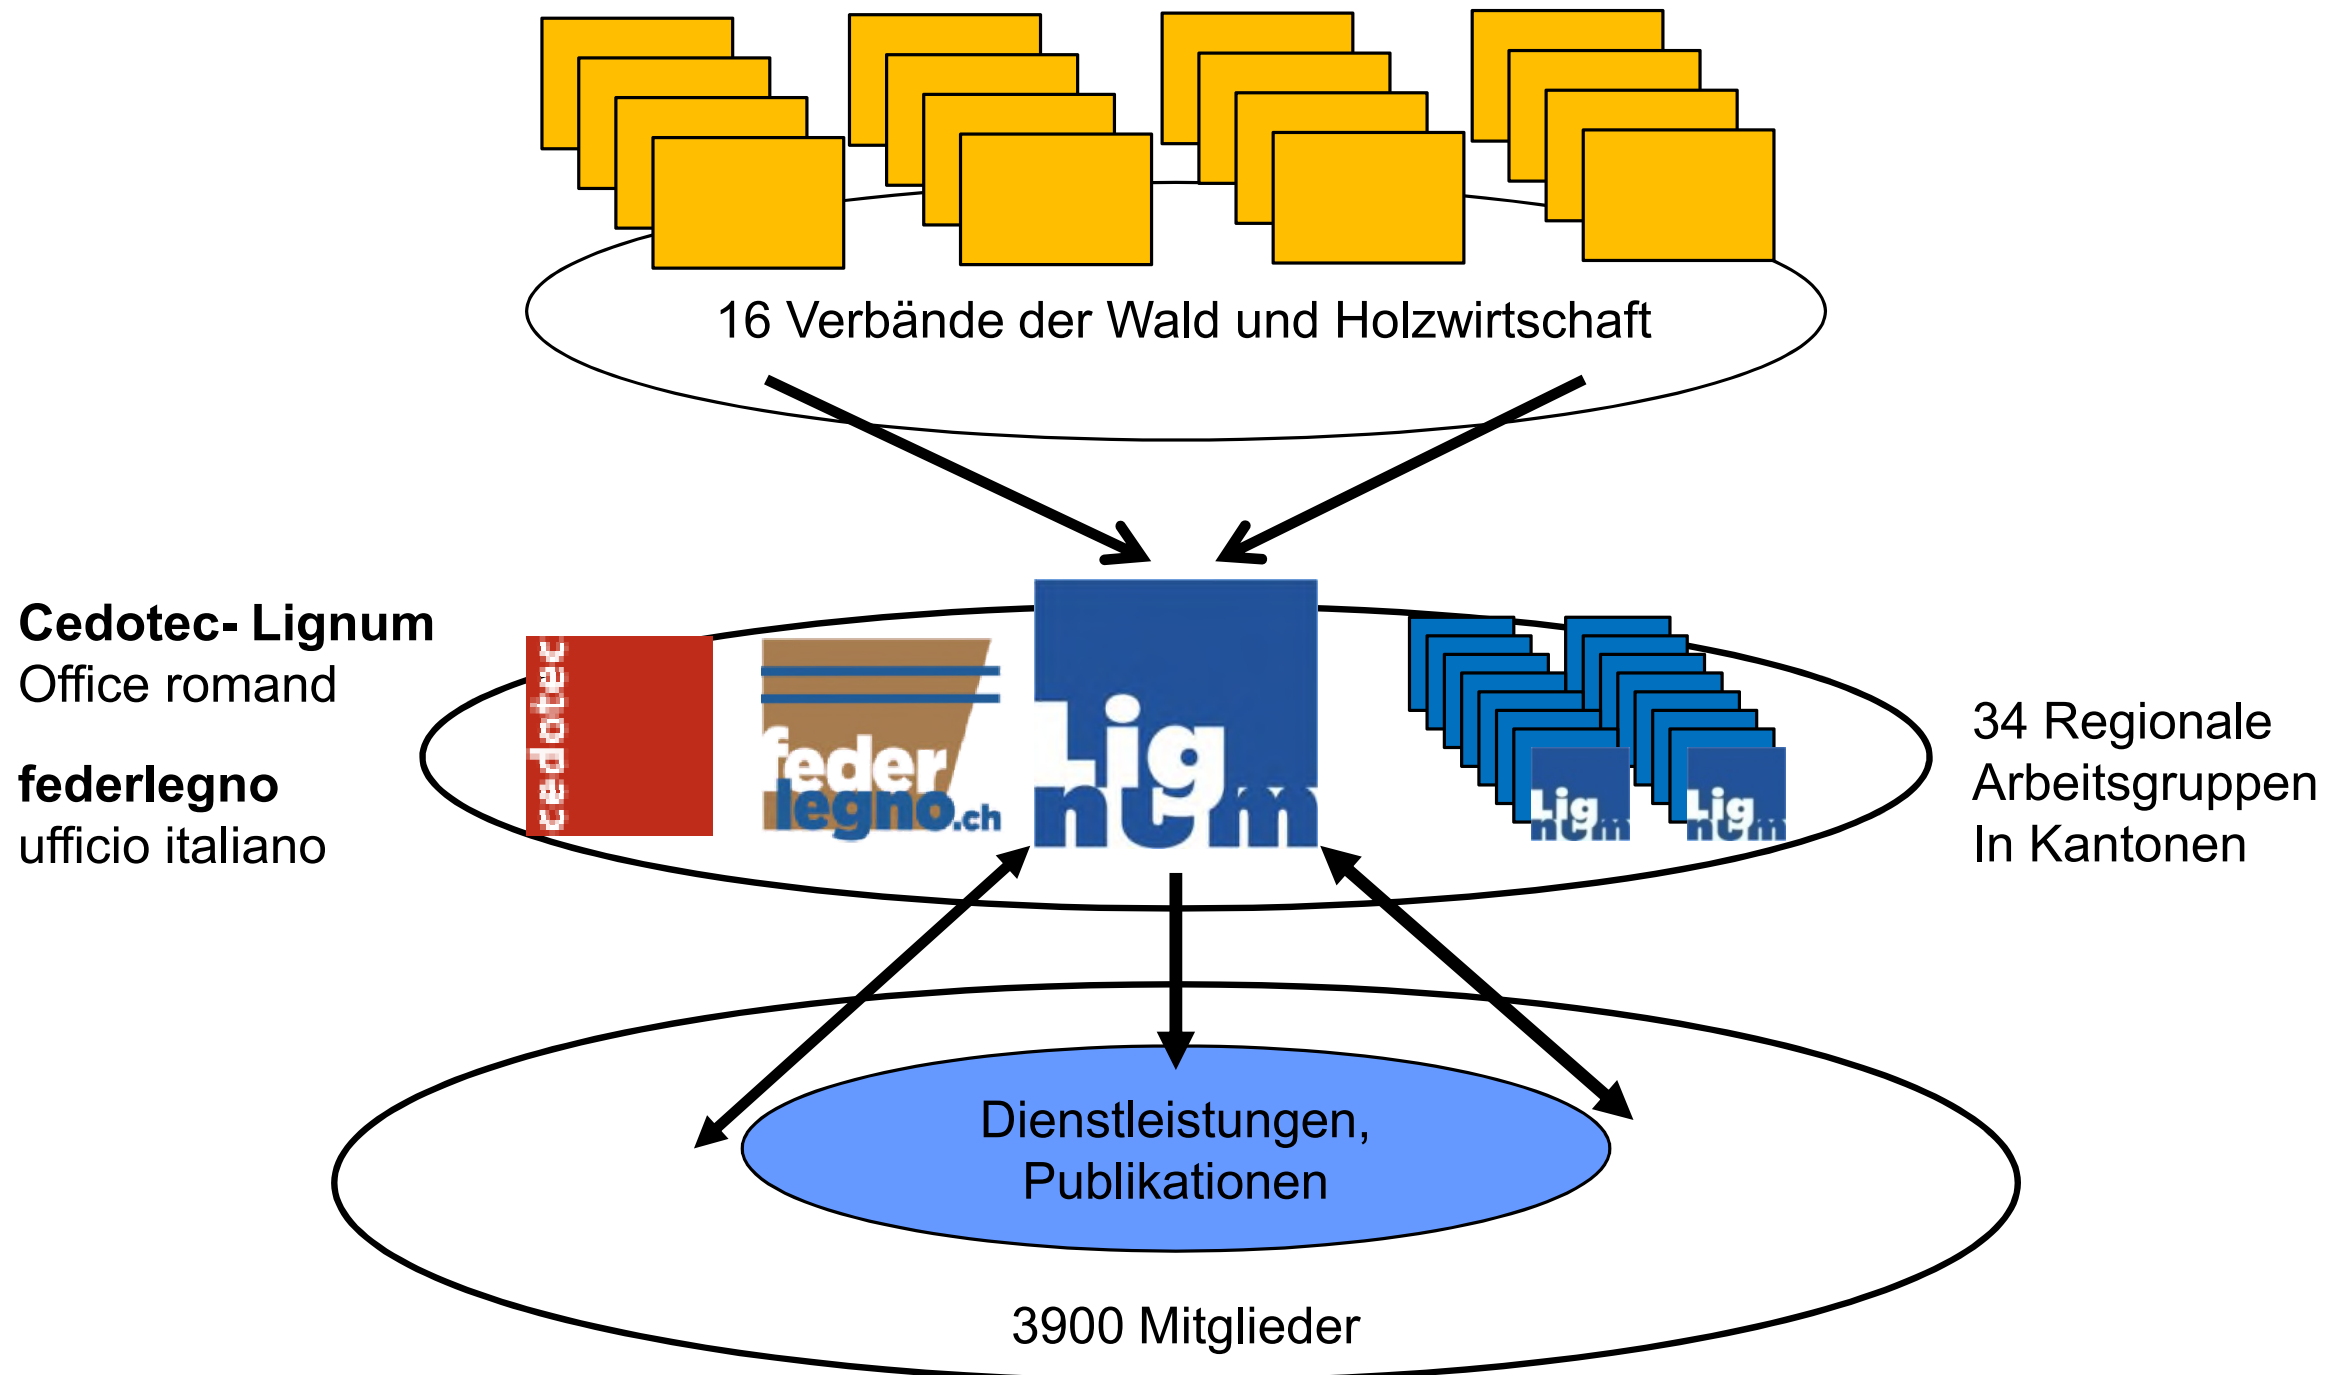 16 Verbände der Wald und Holzwirtschaft
Cedotec- Lignum
Office romand
federlegno
ufficio italiano
cedotec
feder
legno.ch
Lig
num
Lig
num
Lig
num
34 Regionale
Arbeitsgruppen
In Kantonen
Dienstleistungen,
Publikationen
3900 Mitglieder